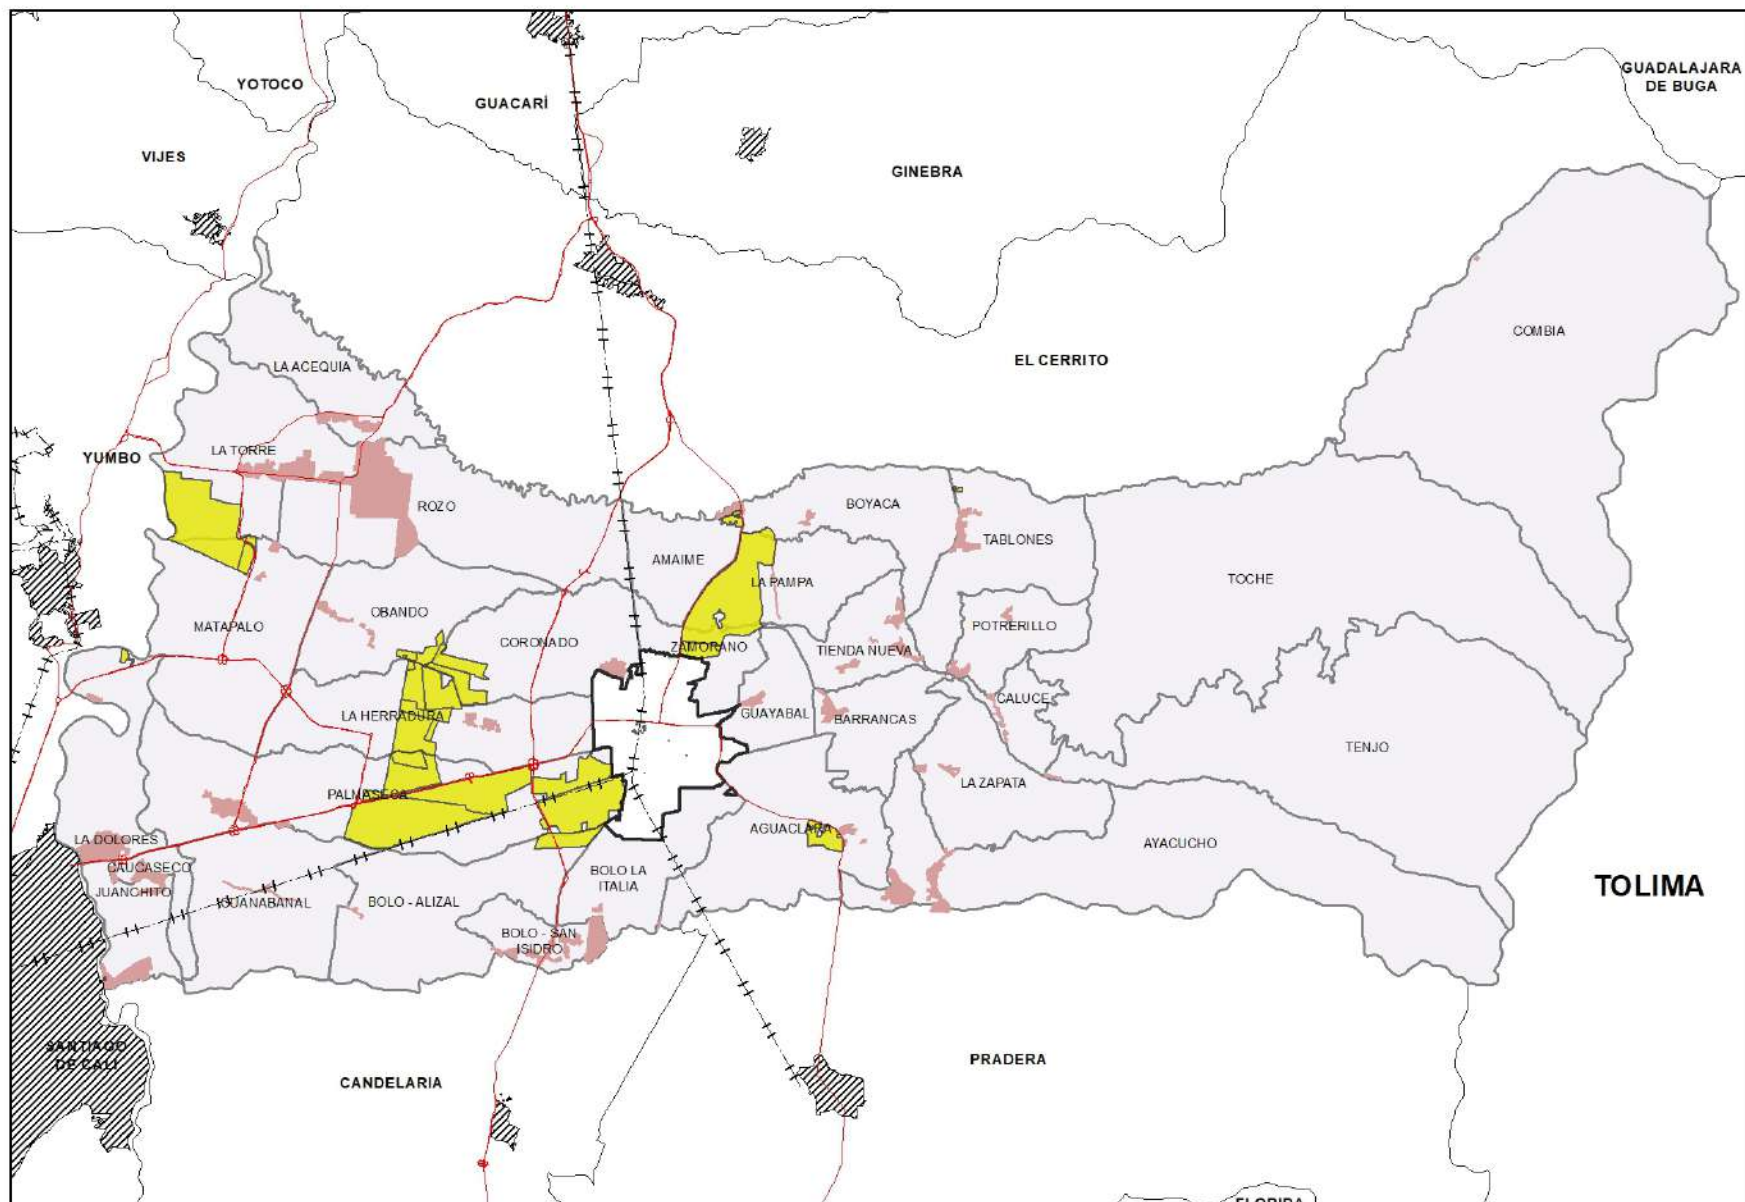 GUADALAJARA
DE BUGA
YOTOCO
GUACARÍ
VIJES
GINEBRA
COMBIA
EL CERRITO
LA ACEQUIA
LA TORRE
YUMBO
ROZO
BOYACA
TABLONES
AMAIME
LA PAMPA
TOCHE
OBANDO
MATAPALO
CORONADO
ZAMORANO
TIENDA NUEVA
POTRERILLO
CALUCE
LA HERRADURA
GUAYABAL
BARRANCAS
TENJO
LA ZAPATA
PALMASECA
AGUACLARA
LA DOLORES
AYACUCHO
CAUCASECO
JUANCHITO
GUANABANAL
BOLO - ALIZAL
BOLO LA
ITALIA
TOLIMA
BOLO - SAN
ISIDRO
SANTIAGO
DE CALI
CANDELARIA
PRADERA
FLORIDA